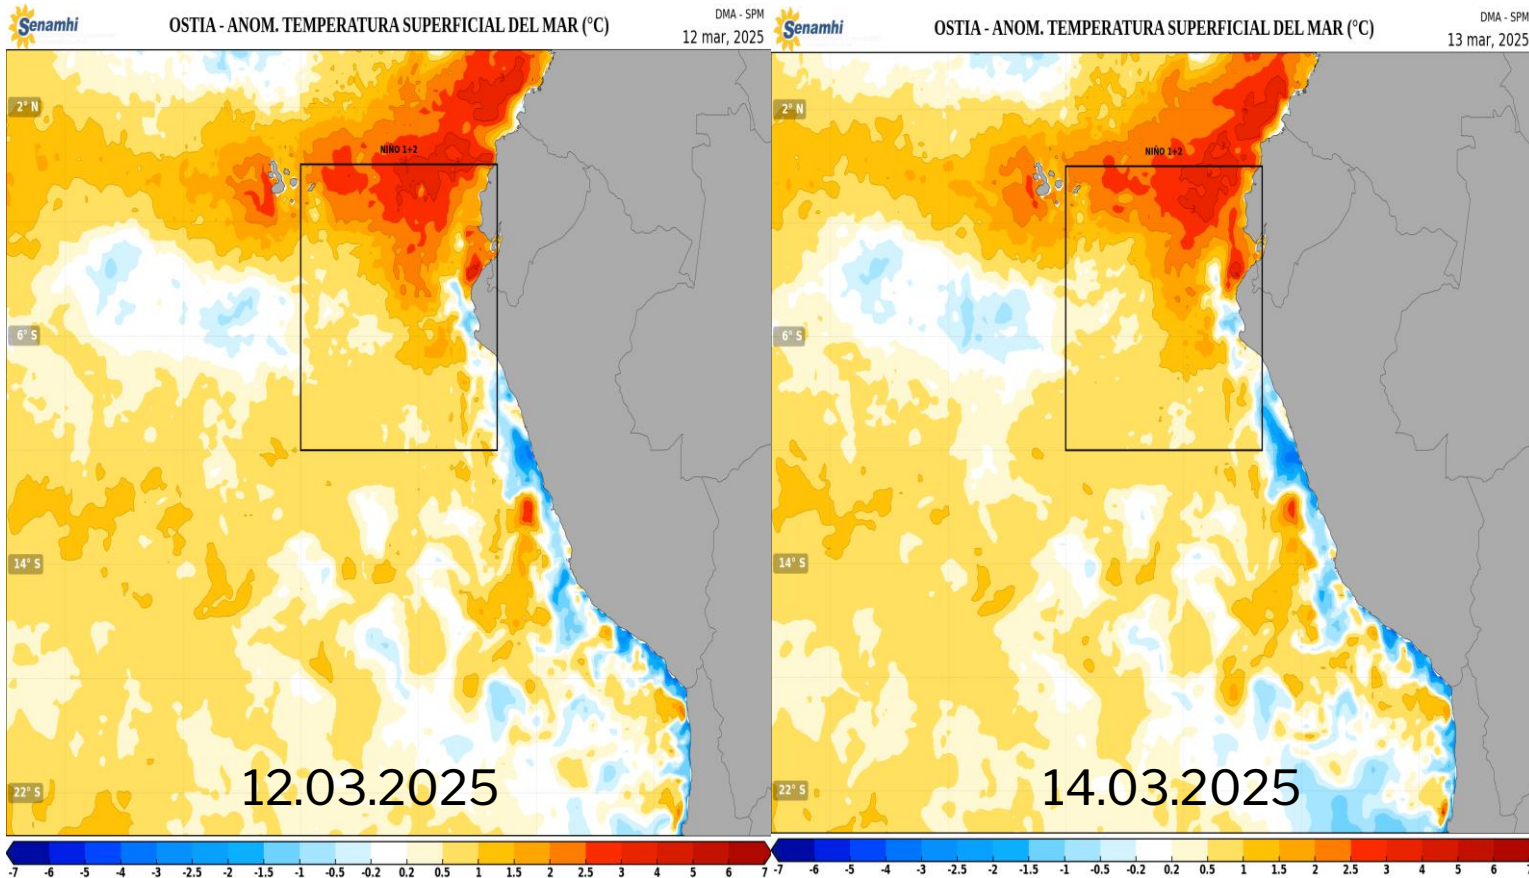 Senamhi
OSTIA - ANOM. TEMPERATURA SUPERFICIAL DEL MAR (°C)
DMA - SPM
12 mar, 2025
2° N
NIÑO 1+2
6° S
14° S
22° S
12.03.2025
-7 -6 -5 -4 -3 -2.5 -2 -1.5 -1 -0.5 -0.2 0.2 0.5 1 1.5 2 2.5 3 4 5 6 7
Senamhi
OSTIA - ANOM. TEMPERATURA SUPERFICIAL DEL MAR (°C)
DMA - SPM
13 mar, 2025
2° N
NIÑO 1+2
6° S
14° S
22° S
14.03.2025
-7 -6 -5 -4 -3 -2.5 -2 -1.5 -1 -0.5 -0.2 0.2 0.5 1 1.5 2 2.5 3 4 5 6